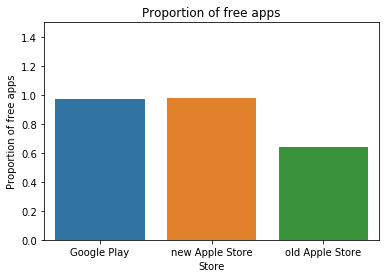 Proportion of free apps
Proportion of free apps
1.4
1.2
1.0
0.8
0.6
0.4
0.2
0.0
Google Play new Apple Store old Apple Store
Store